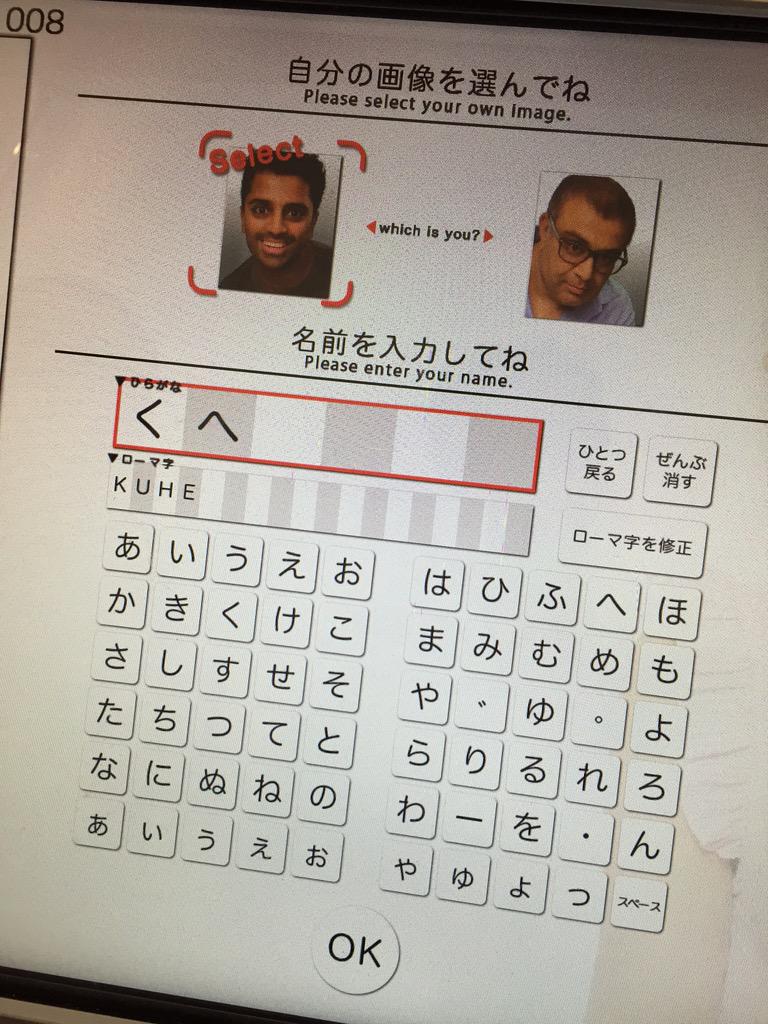 008
自分の画像を選んでね
Please select your own image.
Select
which is you?
名前を入力してね
Please enter your name.
▼ひらがな
くへ
ひとつ戻る
ぜんぶ消す
▼ローマ字
KUHE
ローマ字を修正
あ い う え お は ひ ふ へ ほ
か き く け こ ま み む め も
さ し す せ そ や ゛ ゆ ゜ よ
た ち つ て と ら り る れ ろ
な に ぬ ね の わ ー を ・ ん
ぁ ぃ ぅ ぇ ぉ ゃ ゅ ょ っ スペース
OK